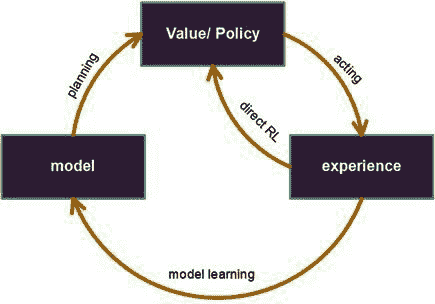 Value/ Policy
planning
acting
direct RL
model
experience
model learning